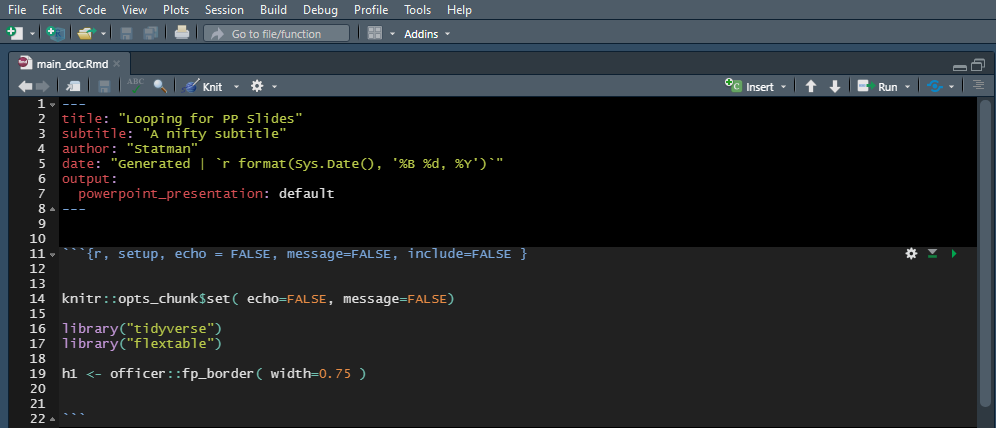 File Edit Code View Plots Session Build Debug Profile Tools Help
Go to file/function Addins
main_doc.Rmd
ABC Knit Insert Run
1 ---
2 title: "Looping for PP Slides"
3 subtitle: "A nifty subtitle"
4 author: "Statman"
5 date: "Generated | `r format(Sys.Date(), '%B %d, %Y')`"
6 output:
7   powerpoint_presentation: default
8 ---
9
10
11 ```{r, setup, echo = FALSE, message=FALSE, include=FALSE }
12
13
14 knitr::opts_chunk$set( echo=FALSE, message=FALSE)
15
16 library("tidyverse")
17 library("flextable")
18
19 h1 <- officer::fp_border( width=0.75 )
20
21
22 ```